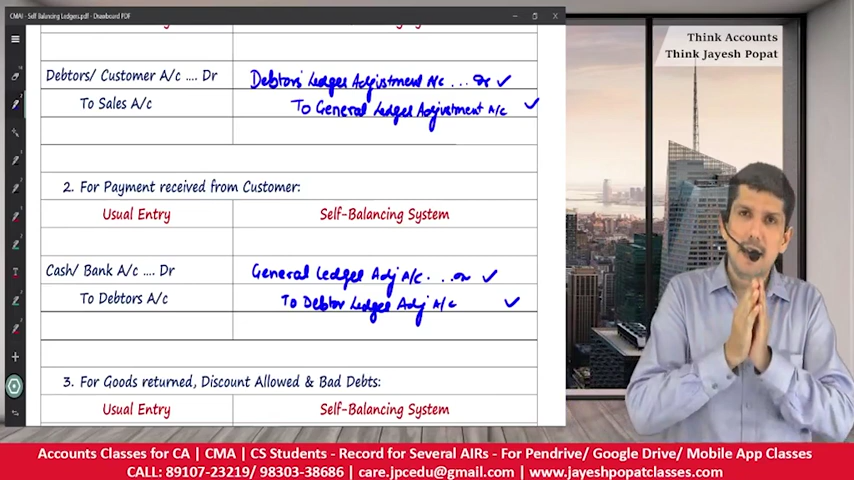 CMAI - Self Balancing Ledgers.pdf - Drawboard PDF
Think Accounts
Think Jayesh Popat
Debtors/ Customer A/c .... Dr
Debtors' Ledger Adjustment A/c ... Dr ✓
To Sales A/c
To General Ledger Adjustment A/c ✓
2. For Payment received from Customer:
Usual Entry
Self-Balancing System
Cash/ Bank A/c .... Dr
General Ledger Adj A/c ... Dr ✓
To Debtors A/c
To Debtor Ledger Adj A/c ✓
3. For Goods returned, Discount Allowed & Bad Debts:
Usual Entry
Self-Balancing System
Accounts Classes for CA | CMA | CS Students - Record for Several AIRs - For Pendrive/ Google Drive/ Mobile App Classes
CALL: 89107-23219/ 98303-38686 | care.jpcedu@gmail.com | www.jayeshpopatclasses.com